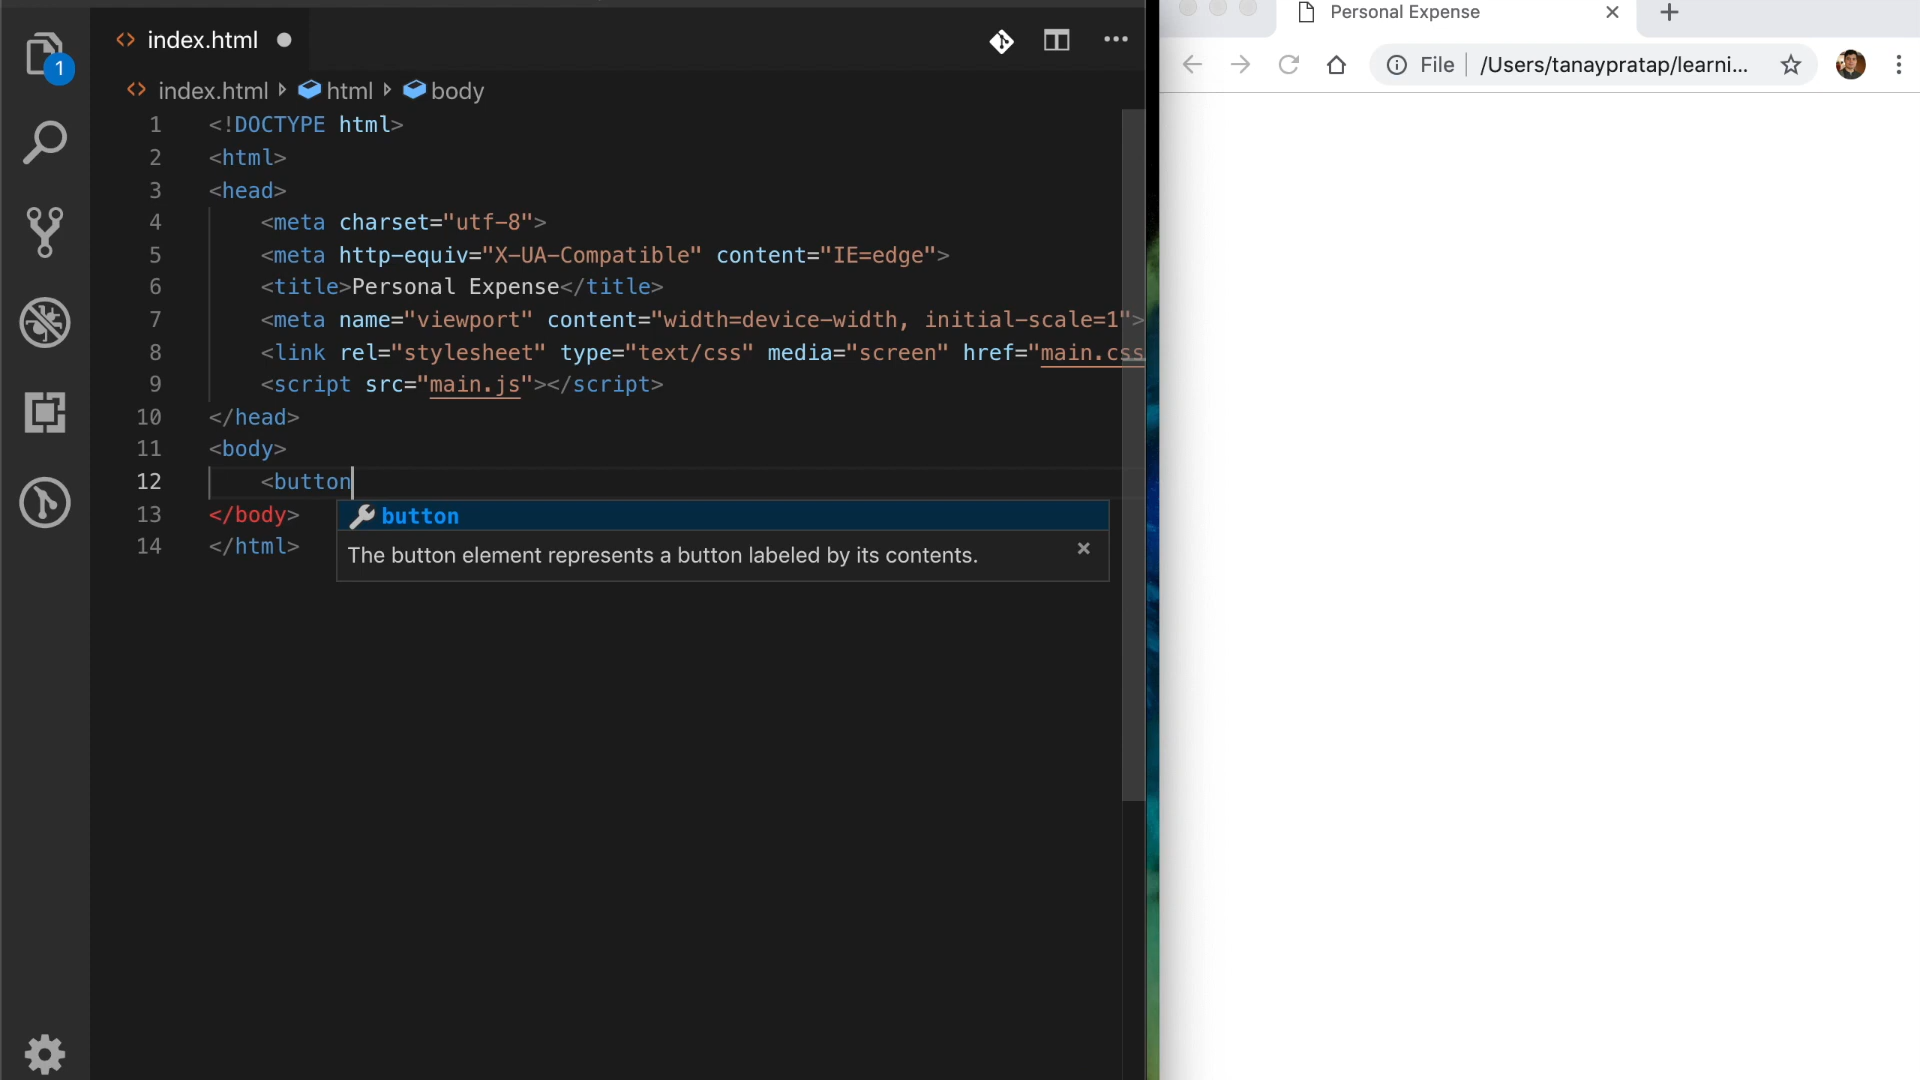 index.html
1
index.html html body
1 <!DOCTYPE html>
2 <html>
3 <head>
4 <meta charset="utf-8">
5 <meta http-equiv="X-UA-Compatible" content="IE=edge">
6 <title>Personal Expense</title>
7 <meta name="viewport" content="width=device-width, initial-scale=1">
8 <link rel="stylesheet" type="text/css" media="screen" href="main.css
9 <script src="main.js"></script>
10 </head>
11 <body>
12 <button
button
The button element represents a button labeled by its contents.
13 </body>
14 </html>
Personal Expense
File /Users/tanaypratap/learni...